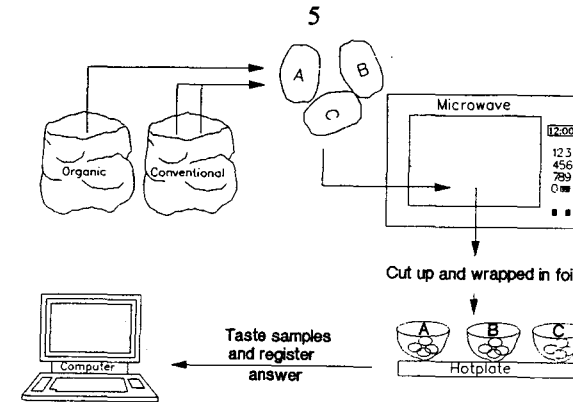 5
A
B
C
Organic
Conventional
Microwave
12:00
123
456
789
0
Cut up and wrapped in foi
A
B
C
Hotplate
Taste samples
and register
answer
Computer